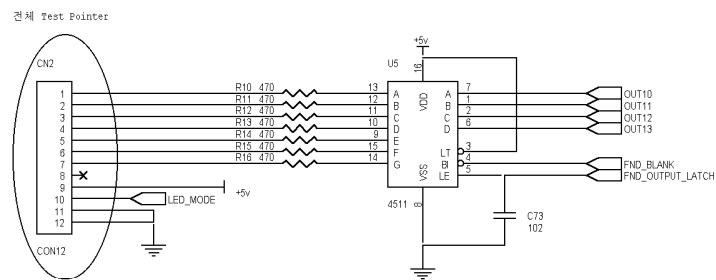 전체 Test Pointer
CN2
1
2
3
4
5
6
7
8
9
10
11
12
CON12
+5v
LED_MODE
R10 470
R11 470
R12 470
R13 470
R14 470
R15 470
R16 470
+5v
U5
16
13 A VDD A 7 OUT10
12 B B 1 OUT11
11 C C 2 OUT12
10 D D 6 OUT13
9 E
15 F LT 3
14 G BI 4 FND_BLANK
VSS LE 5 FND_OUTPUT_LATCH
4511
8
C73
102